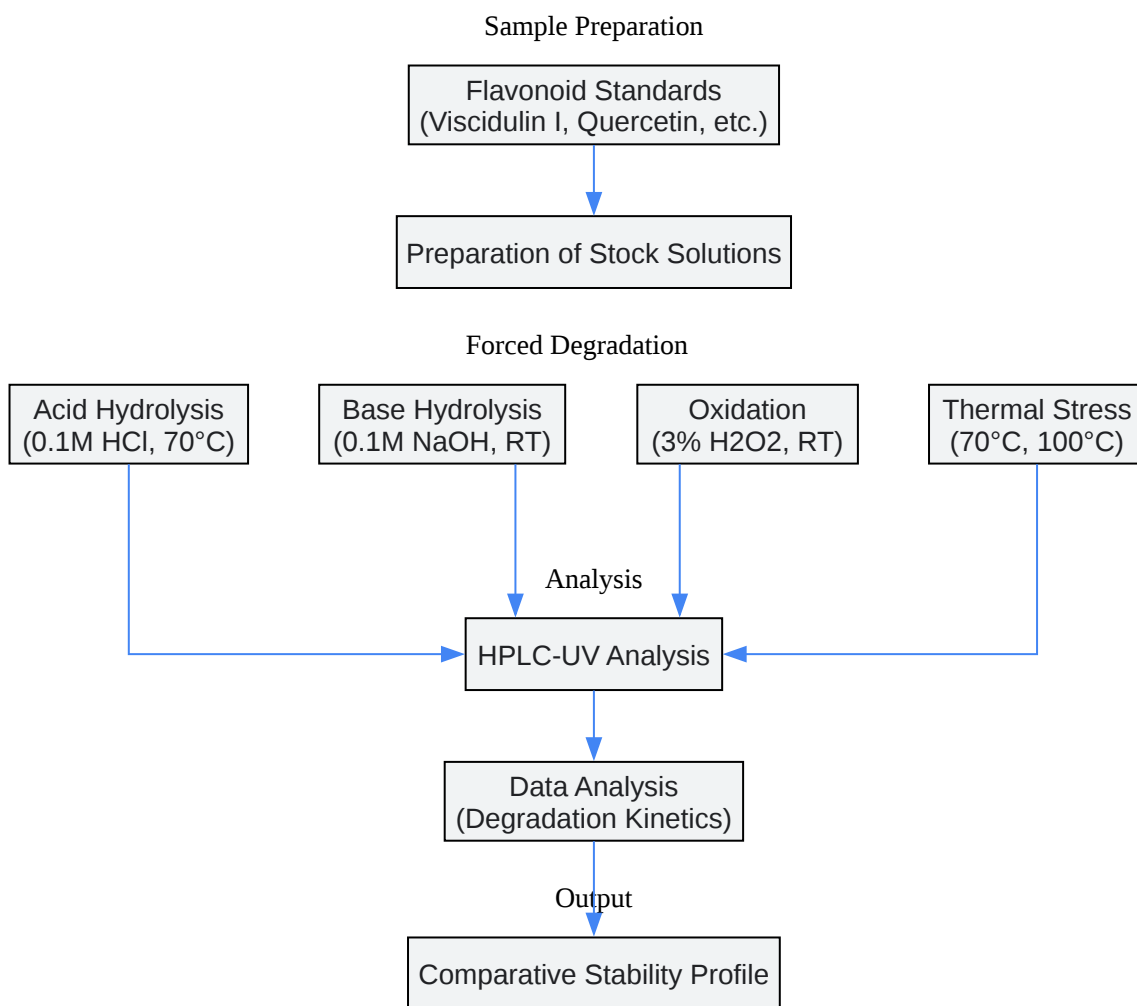 Sample Preparation
Flavonoid Standards
(Viscidulin I, Quercetin, etc.)
Preparation of Stock Solutions
Forced Degradation
Acid Hydrolysis
(0.1M HCl, 70°C)
Base Hydrolysis
(0.1M NaOH, RT)
Oxidation
(3% H2O2, RT)
Thermal Stress
(70°C, 100°C)
Analysis
HPLC-UV Analysis
Data Analysis
(Degradation Kinetics)
Output
Comparative Stability Profile